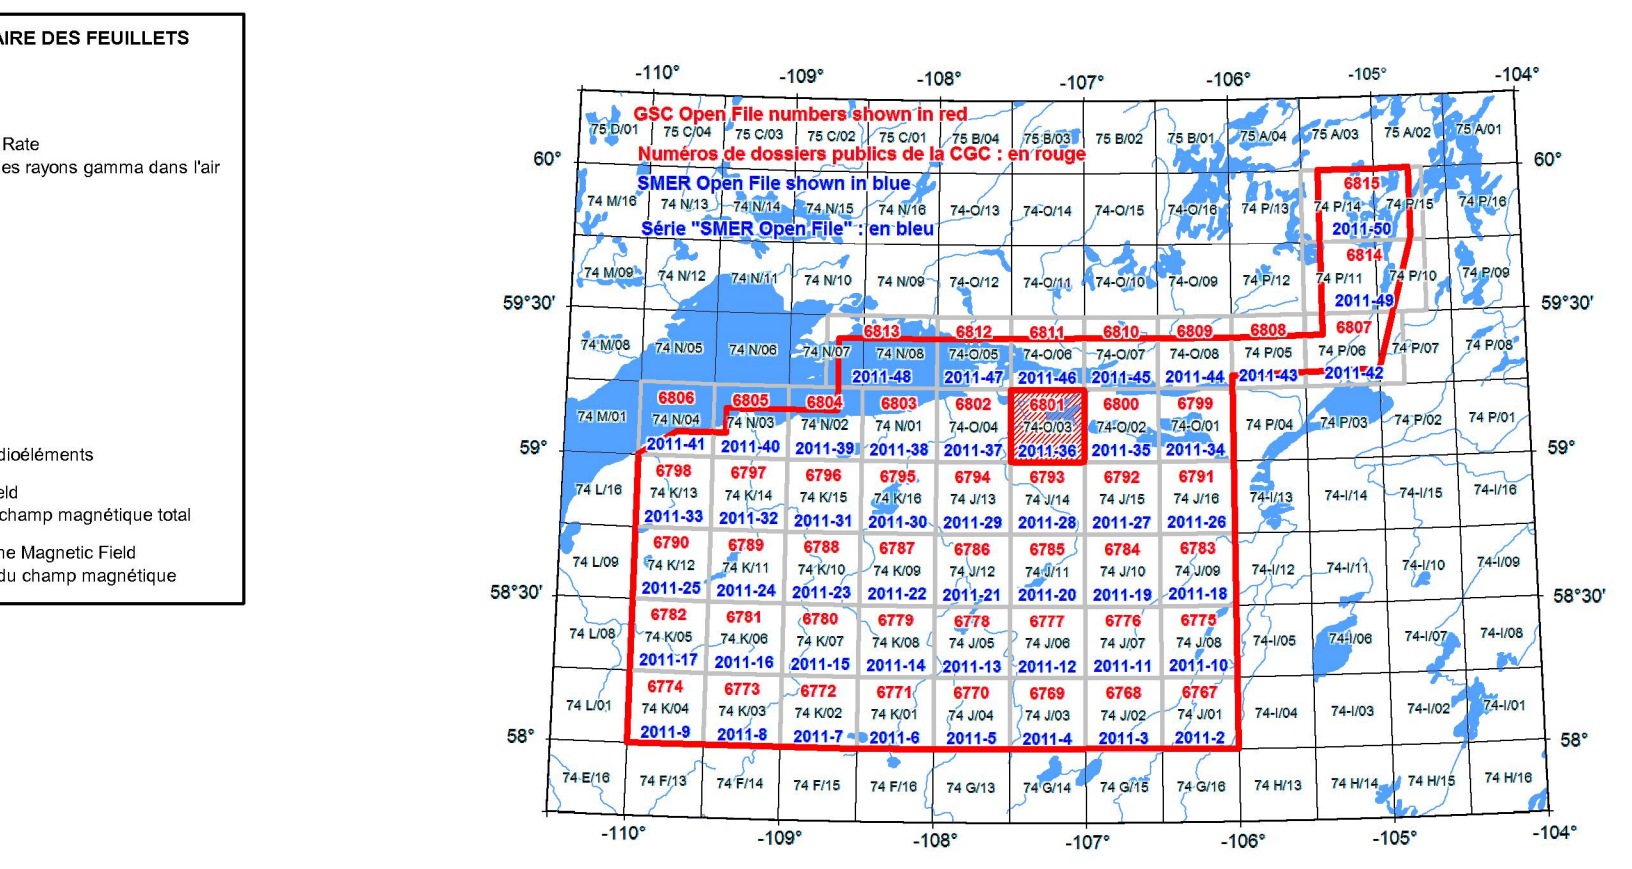 AIRE DES FEUILLETS
Rate
es rayons gamma dans l'air
dioéléments
eld
champ magnétique total
ne Magnetic Field
du champ magnétique
-110° -109° -108° -107° -106° -105° -104°
GSC Open File numbers shown in red
75 D/01 75 C/04 75 C/03 75 C/02 75 C/01 75 B/04 75 B/03 75 B/02 75 B/01 75 A/04 75 A/03 75 A/02 75 A/01
Numéros de dossiers publics de la CGC : en rouge
60° 60°
SMER Open File shown in blue
6815
74 M/16 74 N/13 74 N/14 74 N/15 74 N/16 74-O/13 74-O/14 74-O/15 74-O/16 74 P/13 74 P/14 74 P/15 74 P/16
Série "SMER Open File" : en bleu
2011-50
6814
74 M/09 74 N/12 74 N/11 74 N/10 74 N/09 74-O/12 74-O/11 74-O/10 74-O/09 74 P/12 74 P/11 74 P/10 74 P/09
2011-49
59°30' 59°30'
6813 6812 6811 6810 6809 6808 6807
74 M/08 74 N/05 74 N/06 74 N/07 74 N/08 74-O/05 74-O/06 74-O/07 74-O/08 74 P/05 74 P/06 74 P/07 74 P/08
2011-48 2011-47 2011-46 2011-45 2011-44 2011-43 2011-42
6806 6805 6804 6803 6802 6801 6800 6799
74 M/01 74 N/04 74 N/03 74 N/02 74 N/01 74-O/04 74-O/03 74-O/02 74-O/01 74 P/04 74 P/03 74 P/02 74 P/01
2011-41 2011-40 2011-39 2011-38 2011-37 2011-36 2011-35 2011-34
59° 59°
6798 6797 6796 6795 6794 6793 6792 6791
74 L/16 74 K/13 74 K/14 74 K/15 74 K/16 74 J/13 74 J/14 74 J/15 74 J/16 74-I/13 74-I/14 74-I/15 74-I/16
2011-33 2011-32 2011-31 2011-30 2011-29 2011-28 2011-27 2011-26
6790 6789 6788 6787 6786 6785 6784 6783
74 L/09 74 K/12 74 K/11 74 K/10 74 K/09 74 J/12 74 J/11 74 J/10 74 J/09 74-I/12 74-I/11 74-I/10 74-I/09
2011-25 2011-24 2011-23 2011-22 2011-21 2011-20 2011-19 2011-18
58°30' 58°30'
6782 6781 6780 6779 6778 6777 6776 6775
74 L/08 74 K/05 74 K/06 74 K/07 74 K/08 74 J/05 74 J/06 74 J/07 74 J/08 74-I/05 74-I/06 74-I/07 74-I/08
2011-17 2011-16 2011-15 2011-14 2011-13 2011-12 2011-11 2011-10
6774 6773 6772 6771 6770 6769 6768 6767
74 L/01 74 K/04 74 K/03 74 K/02 74 K/01 74 J/04 74 J/03 74 J/02 74 J/01 74-I/04 74-I/03 74-I/02 74-I/01
2011-9 2011-8 2011-7 2011-6 2011-5 2011-4 2011-3 2011-2
58° 58°
74 E/16 74 F/13 74 F/14 74 F/15 74 F/16 74 G/13 74 G/14 74 G/15 74 G/16 74 H/13 74 H/14 74 H/15 74 H/16
-110° -109° -108° -107° -106° -105° -104°